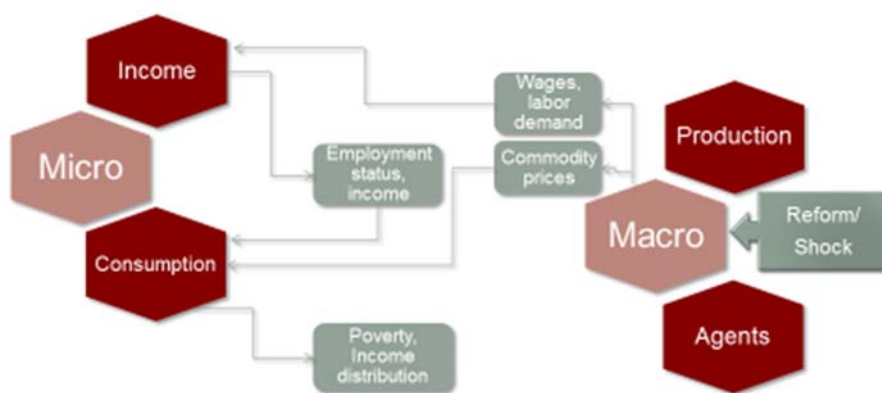 Income
Micro
Consumption
Employment
status,
income
Poverty,
Income
distribution
Wages,
labor
demand
Commodity
prices
Production
Macro
Agents
Reform/
Shock